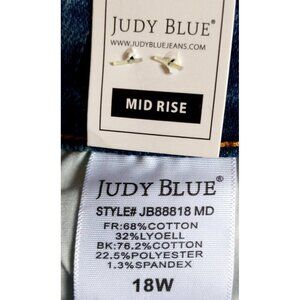 JUDY BLUE®
WWW.JUDYBLUEJEANS.COM
MID RISE
JUDY BLUE®
STYLE# JB88818 MD
FR:68%COTTON
32%LYOELL
BK:76.2%COTTON
22.5%POLYESTER
1.3%SPANDEX
18W